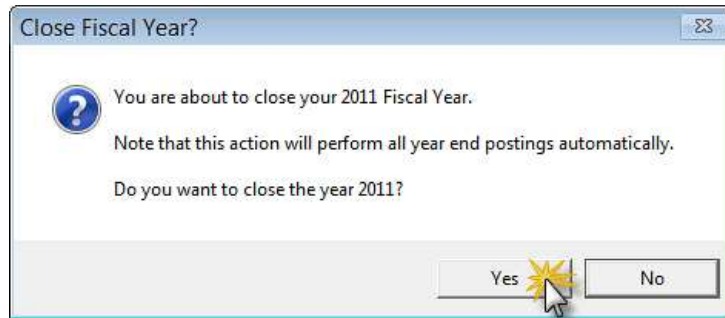 Close Fiscal Year?
You are about to close your 2011 Fiscal Year.
Note that this action will perform all year end postings automatically.
Do you want to close the year 2011?
Yes
No